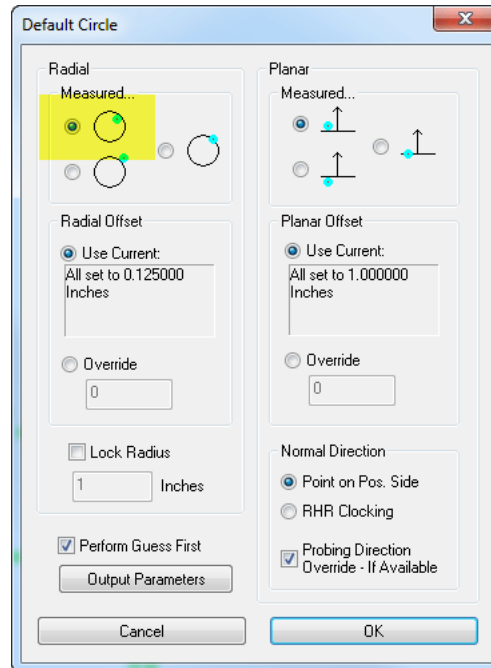 Default Circle
x
Radial
Measured...
Radial Offset
Use Current:
All set to 0.125000
Inches
Override
0
Lock Radius
1 Inches
Perform Guess First
Output Parameters
Planar
Measured...
Planar Offset
Use Current:
All set to 1.000000
Inches
Override
0
Normal Direction
Point on Pos. Side
RHR Clocking
Probing Direction
Override - If Available
Cancel
OK